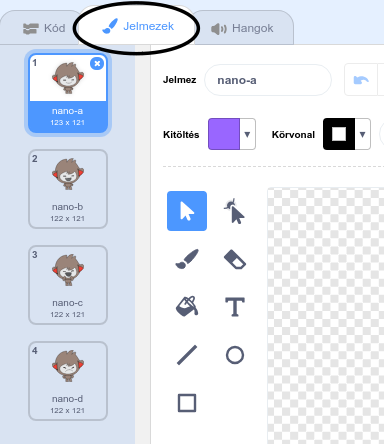 Kód
Jelmezek
Hangok
1
nano-a
123 x 121
2
nano-b
122 x 121
3
nano-c
122 x 121
4
nano-d
122 x 121
Jelmez
nano-a
Kitöltés
Körvonal
T